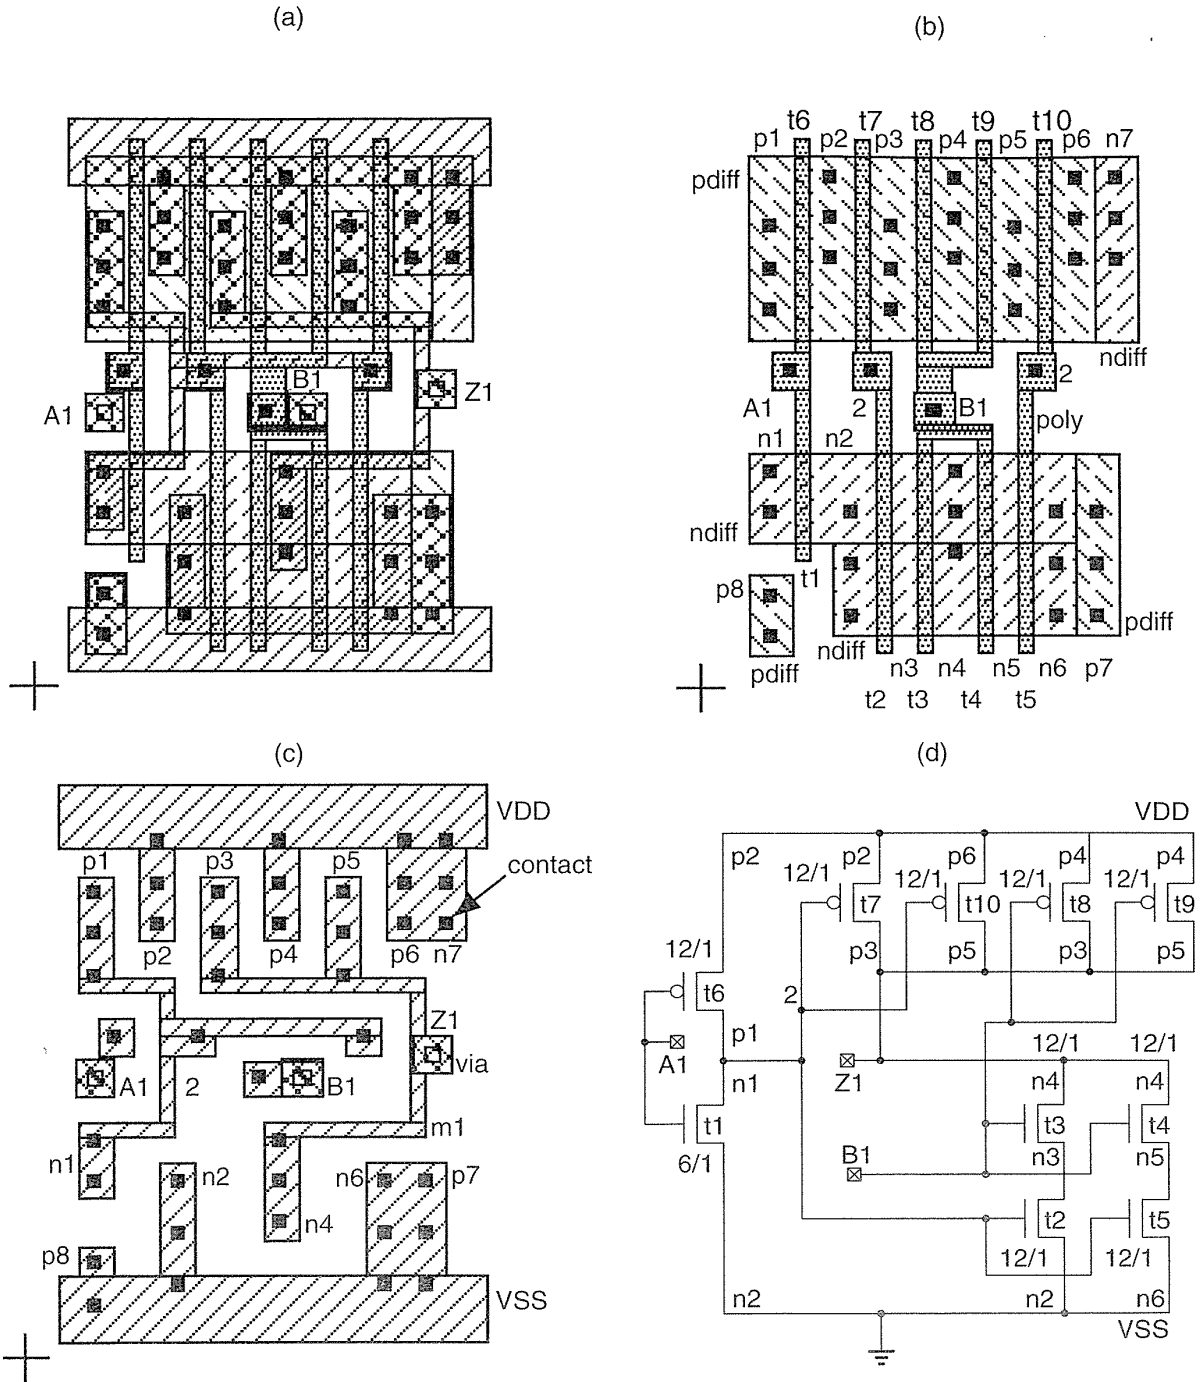 (a)
A1
B1
Z1
(b)
t6 t7 t8 t9 t10
p1 p2 p3 p4 p5 p6 n7
pdiff
ndiff
A1 2 B1 2
poly
n1 n2
ndiff
t1
p8
pdiff
ndiff
pdiff
n3 n4 n5 n6 p7
t2 t3 t4 t5
(c)
VDD
p1 p3 p5
contact
p2 p4 p6 n7
Z1
A1 2 B1 via
m1
n1 n2 n6 p7
n4
p8
VSS
(d)
VDD
p2 p2 p6 p4 p4
12/1 12/1 12/1 12/1
t7 t10 t8 t9
12/1 p3 p5 p3 p5
t6 2
p1
A1 Z1 12/1 12/1
n1 n4 n4
t1 t3 t4
6/1 B1 n3 n5
t2 t5
12/1 12/1
n2 n2 n6
VSS